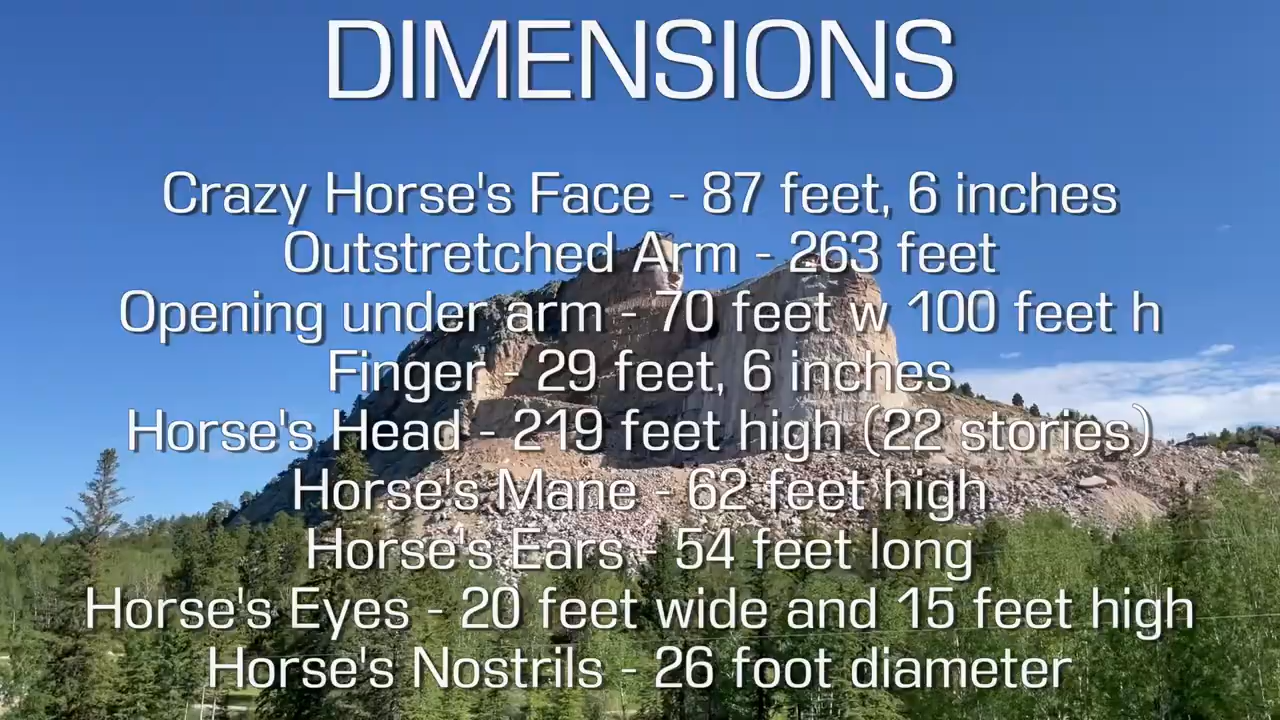 DIMENSIONS
Crazy Horse's Face - 87 feet, 6 inches
Outstretched Arm - 263 feet
Opening under arm - 70 feet w 100 feet h
Finger - 29 feet, 6 inches
Horse's Head - 219 feet high (22 stories)
Horse's Mane - 62 feet high
Horse's Ears - 54 feet long
Horse's Eyes - 20 feet wide and 15 feet high
Horse's Nostrils - 26 foot diameter